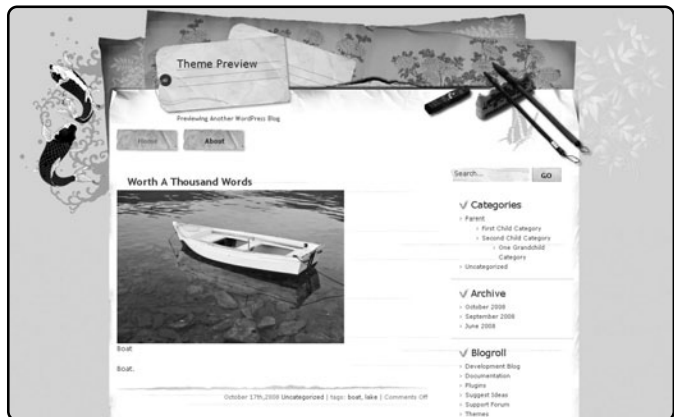 Theme Preview
Previewing Another WordPress Blog
Home
About
Search...
GO
Worth A Thousand Words
Boat
Boat.
October 17th,2008 Uncategorized | tags: boat, lake | Comments Off
Categories
Parent
First Child Category
Second Child Category
One Grandchild
Category
Uncategorized
Archive
October 2008
September 2008
June 2008
Blogroll
Development Blog
Documentation
Plugins
Suggest Ideas
Support Forum
Themes